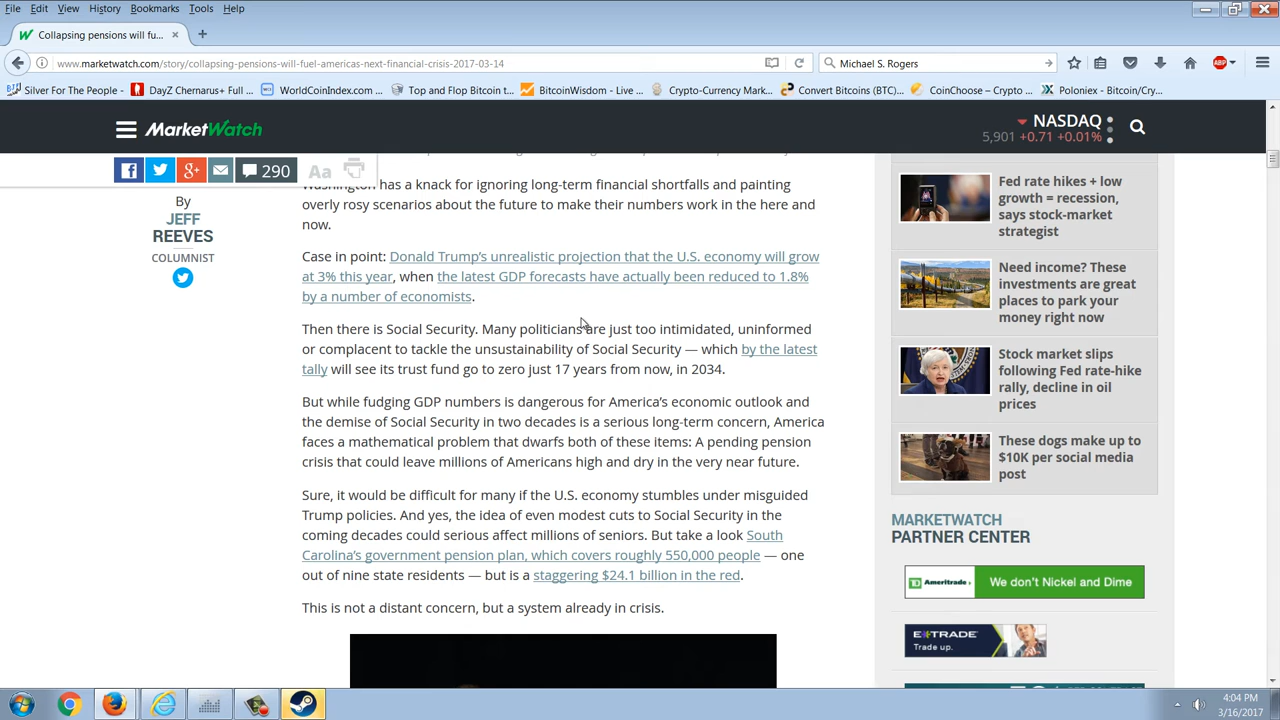 File Edit View History Bookmarks Tools Help
Collapsing pensions will fu...
www.marketwatch.com/story/collapsing-pensions-will-fuel-americas-next-financial-crisis-2017-03-14
Michael S. Rogers
ABP
Silver For The People - DayZ Chernarus+ Full ... WorldCoinIndex.com ... Top and Flop Bitcoin t... BitcoinWisdom - Live ... Crypto-Currency Mark... Convert Bitcoins (BTC)... CoinChoose – Crypto ... Poloniex - Bitcoin/Cry...
MarketWatch
NASDAQ
5,901 +0.71 +0.01%
290
Aa
By
JEFF
REEVES
COLUMNIST
Washington has a knack for ignoring long-term financial shortfalls and painting
overly rosy scenarios about the future to make their numbers work in the here and
now.
Case in point: Donald Trump's unrealistic projection that the U.S. economy will grow
at 3% this year, when the latest GDP forecasts have actually been reduced to 1.8%
by a number of economists.
Then there is Social Security. Many politicians are just too intimidated, uninformed
or complacent to tackle the unsustainability of Social Security — which by the latest
tally will see its trust fund go to zero just 17 years from now, in 2034.
But while fudging GDP numbers is dangerous for America's economic outlook and
the demise of Social Security in two decades is a serious long-term concern, America
faces a mathematical problem that dwarfs both of these items: A pending pension
crisis that could leave millions of Americans high and dry in the very near future.
Sure, it would be difficult for many if the U.S. economy stumbles under misguided
Trump policies. And yes, the idea of even modest cuts to Social Security in the
coming decades could serious affect millions of seniors. But take a look South
Carolina's government pension plan, which covers roughly 550,000 people — one
out of nine state residents — but is a staggering $24.1 billion in the red.
This is not a distant concern, but a system already in crisis.
Fed rate hikes + low
growth = recession,
says stock-market
strategist
Need income? These
investments are great
places to park your
money right now
Stock market slips
following Fed rate-hike
rally, decline in oil
prices
These dogs make up to
$10K per social media
post
MARKETWATCH
PARTNER CENTER
TD Ameritrade We don't Nickel and Dime
E*TRADE
Trade up.
4:04 PM
3/16/2017